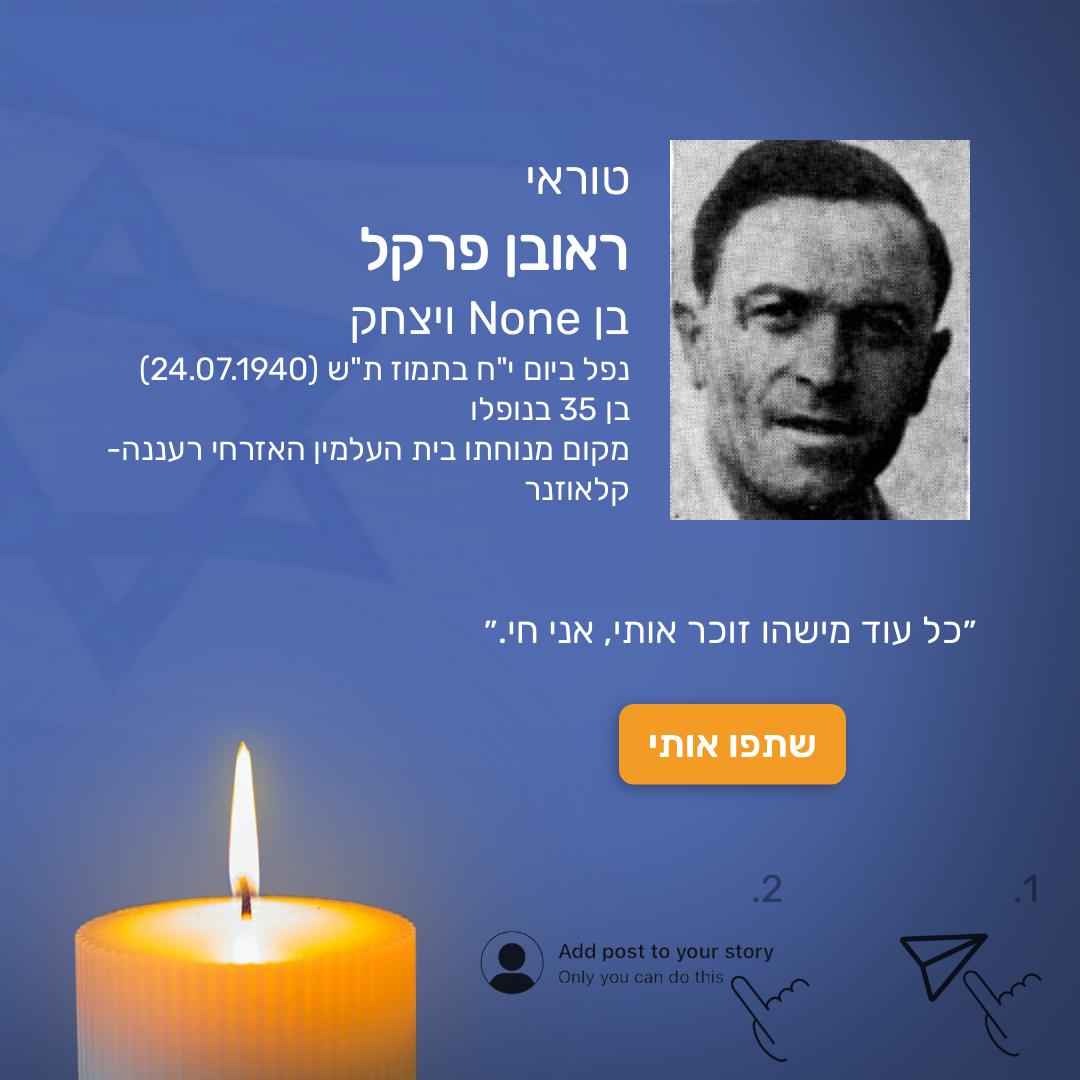 טוראי
ראובן פרקל
בן None ויצחק
נפל ביום י"ח בתמוז ת"ש (24.07.1940)
בן 35 בנופלו
מקום מנוחתו בית העלמין האזרחי רעננה-
קלאוזנר
״כל עוד מישהו זוכר אותי, אני חי.״
שתפו אותי
1.
2.
Add post to your story
Only you can do this